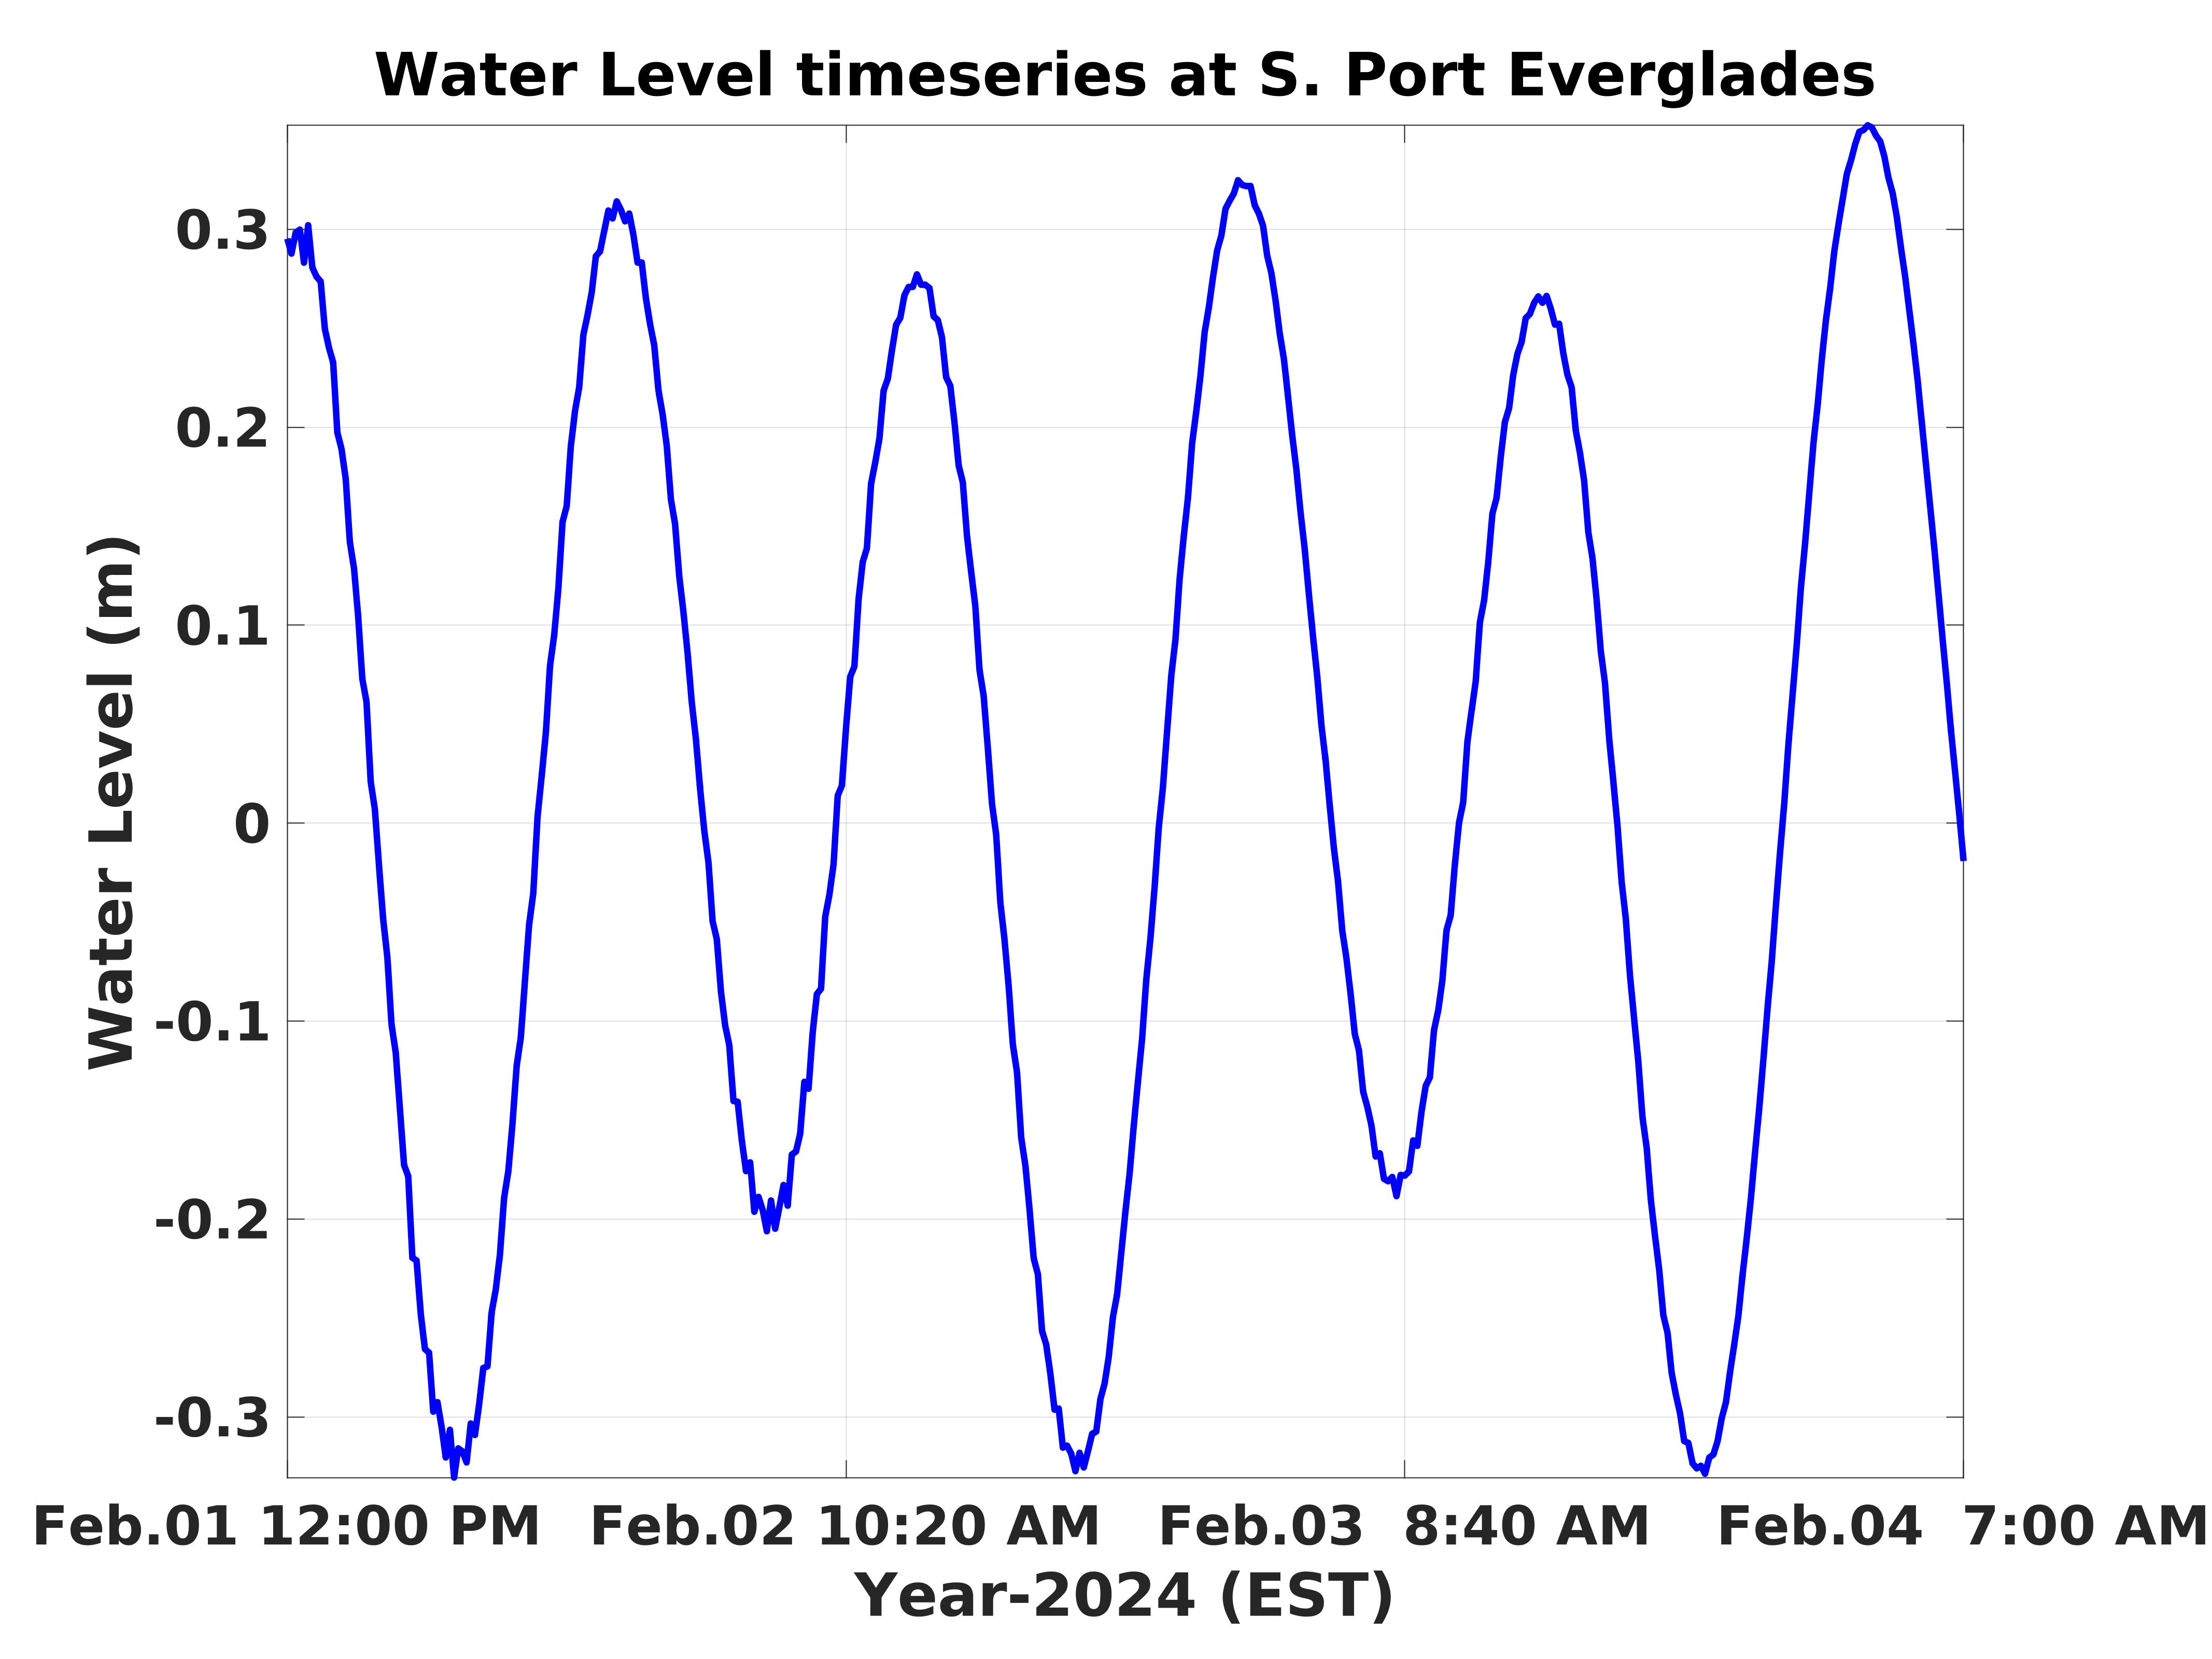 Water Level timeseries at S. Port Everglades
0.3
0.2
0.1
0
-0.1
-0.2
-0.3
Water Level (m)
Feb.01 12:00 PM Feb.02 10:20 AM Feb.03 8:40 AM Feb.04 7:00 AM
Year-2024 (EST)